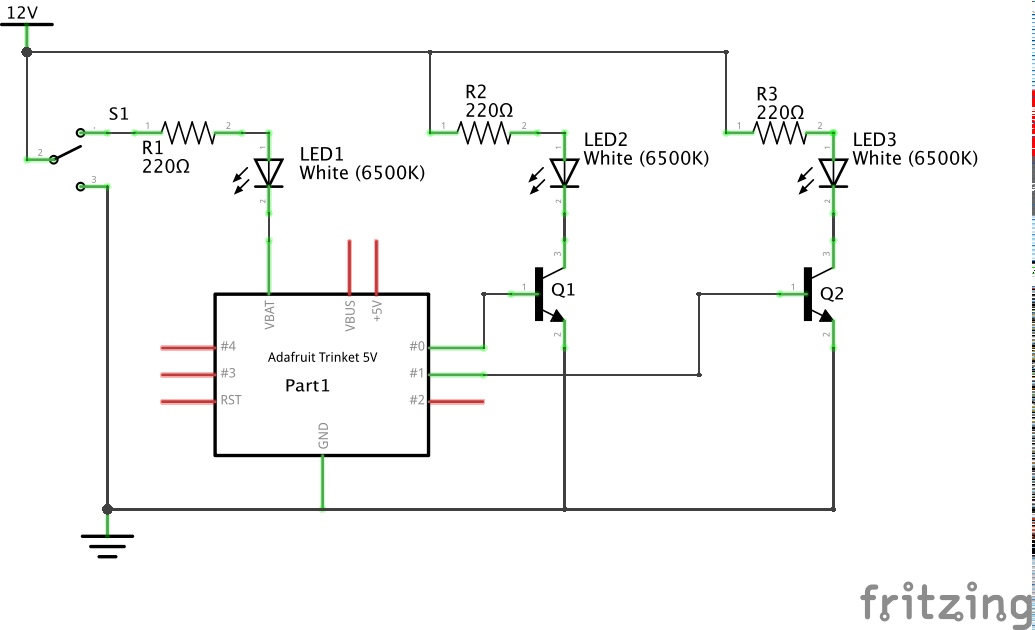 12V
S1
1
2
3
1
2
R1
220Ω
1
2
LED1
White (6500K)
R2
220Ω
1
2
1
2
LED2
White (6500K)
R3
220Ω
1
2
1
2
LED3
White (6500K)
3
1
2
Q1
3
1
2
Q2
VBAT
VBUS
+5V
#4
#3
RST
Adafruit Trinket 5V
Part1
#0
#1
#2
GND
fritzing